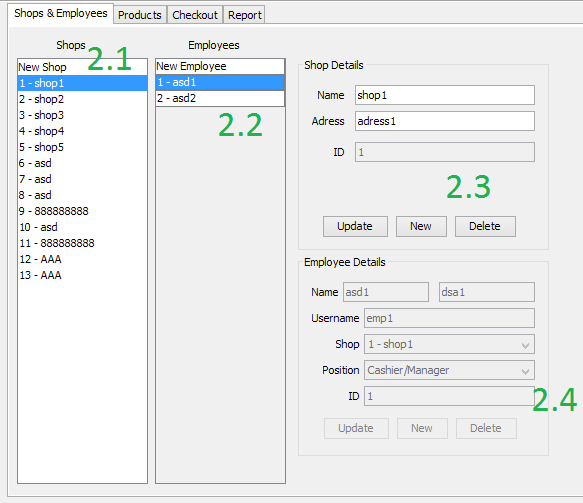 Shops & Employees Products Checkout Report
Shops 2.1
New Shop
1 - shop1
2 - shop2
3 - shop3
4 - shop4
5 - shop5
6 - asd
7 - asd
8 - asd
9 - 888888888
10 - asd
11 - 888888888
12 - AAA
13 - AAA
Employees
New Employee
1 - asd1
2 - asd2
2.2
Shop Details
Name shop1
Adress adress1
ID 1
2.3
Update New Delete
Employee Details
Name asd1 dsa1
Username emp1
Shop 1 - shop1
Position Cashier/Manager
ID 1
2.4
Update New Delete